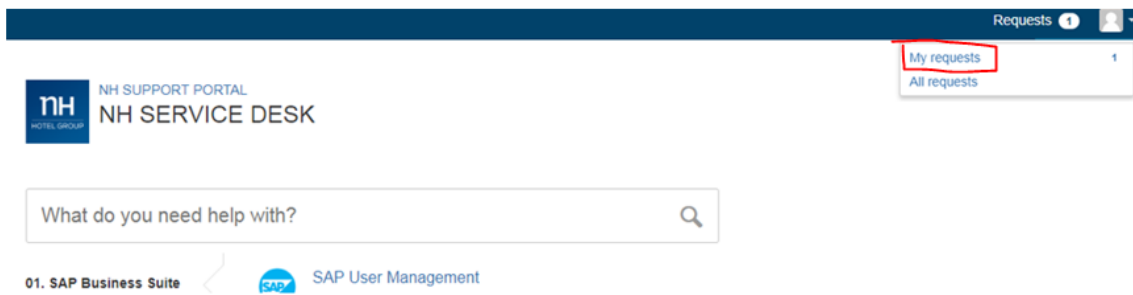 Requests 1
My requests 1
All requests
nH
HOTEL GROUP
NH SUPPORT PORTAL
NH SERVICE DESK
What do you need help with?
01. SAP Business Suite
SAP
SAP User Management